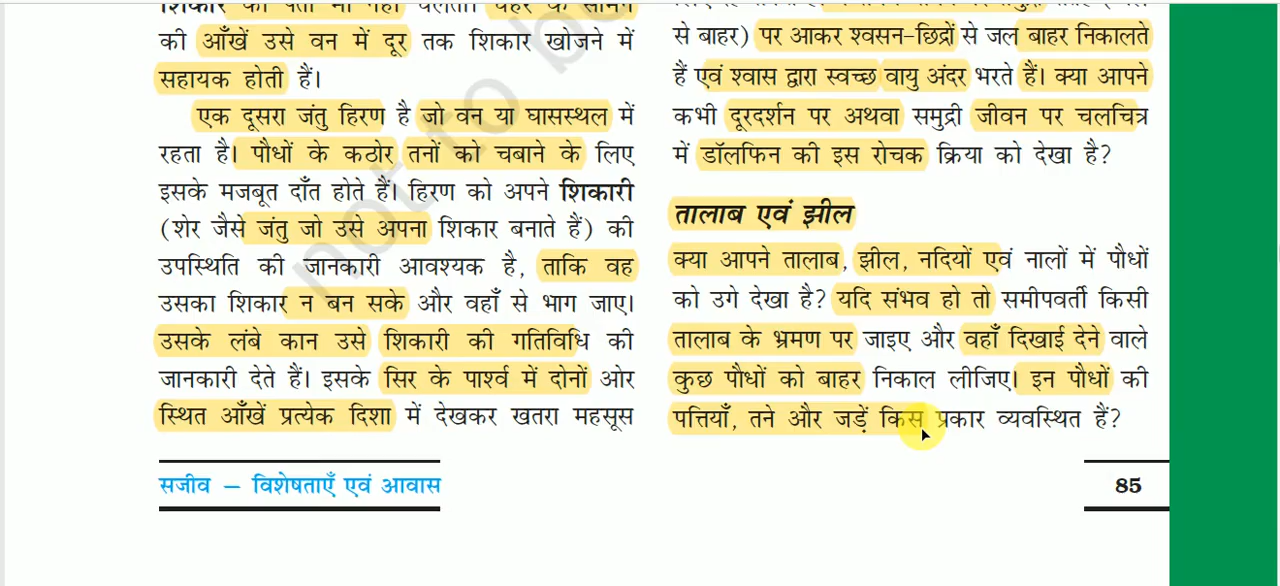 की आँखें उसे वन में दूर तक शिकार खोजने में
सहायक होती हैं।
एक दूसरा जंतु हिरण है जो वन या घासस्थल में
रहता है। पौधों के कठोर तनों को चबाने के लिए
इसके मजबूत दाँत होते हैं। हिरण को अपने शिकारी
(शेर जैसे जंतु जो उसे अपना शिकार बनाते हैं) की
उपस्थिति की जानकारी आवश्यक है, ताकि वह
उसका शिकार न बन सके और वहाँ से भाग जाए।
उसके लंबे कान उसे शिकारी की गतिविधि की
जानकारी देते हैं। इसके सिर के पार्श्व में दोनों ओर
स्थित आँखें प्रत्येक दिशा में देखकर खतरा महसूस
से बाहर) पर आकर श्वसन-छिद्रों से जल बाहर निकालते
हैं एवं श्वास द्वारा स्वच्छ वायु अंदर भरते हैं। क्या आपने
कभी दूरदर्शन पर अथवा समुद्री जीवन पर चलचित्र
में डॉलफिन की इस रोचक क्रिया को देखा है?
तालाब एवं झील
क्या आपने तालाब, झील, नदियों एवं नालों में पौधों
को उगे देखा है? यदि संभव हो तो समीपवर्ती किसी
तालाब के भ्रमण पर जाइए और वहाँ दिखाई देने वाले
कुछ पौधों को बाहर निकाल लीजिए। इन पौधों की
पत्तियाँ, तने और जड़ें किस प्रकार व्यवस्थित हैं?
सजीव – विशेषताएँ एवं आवास
85
not to be